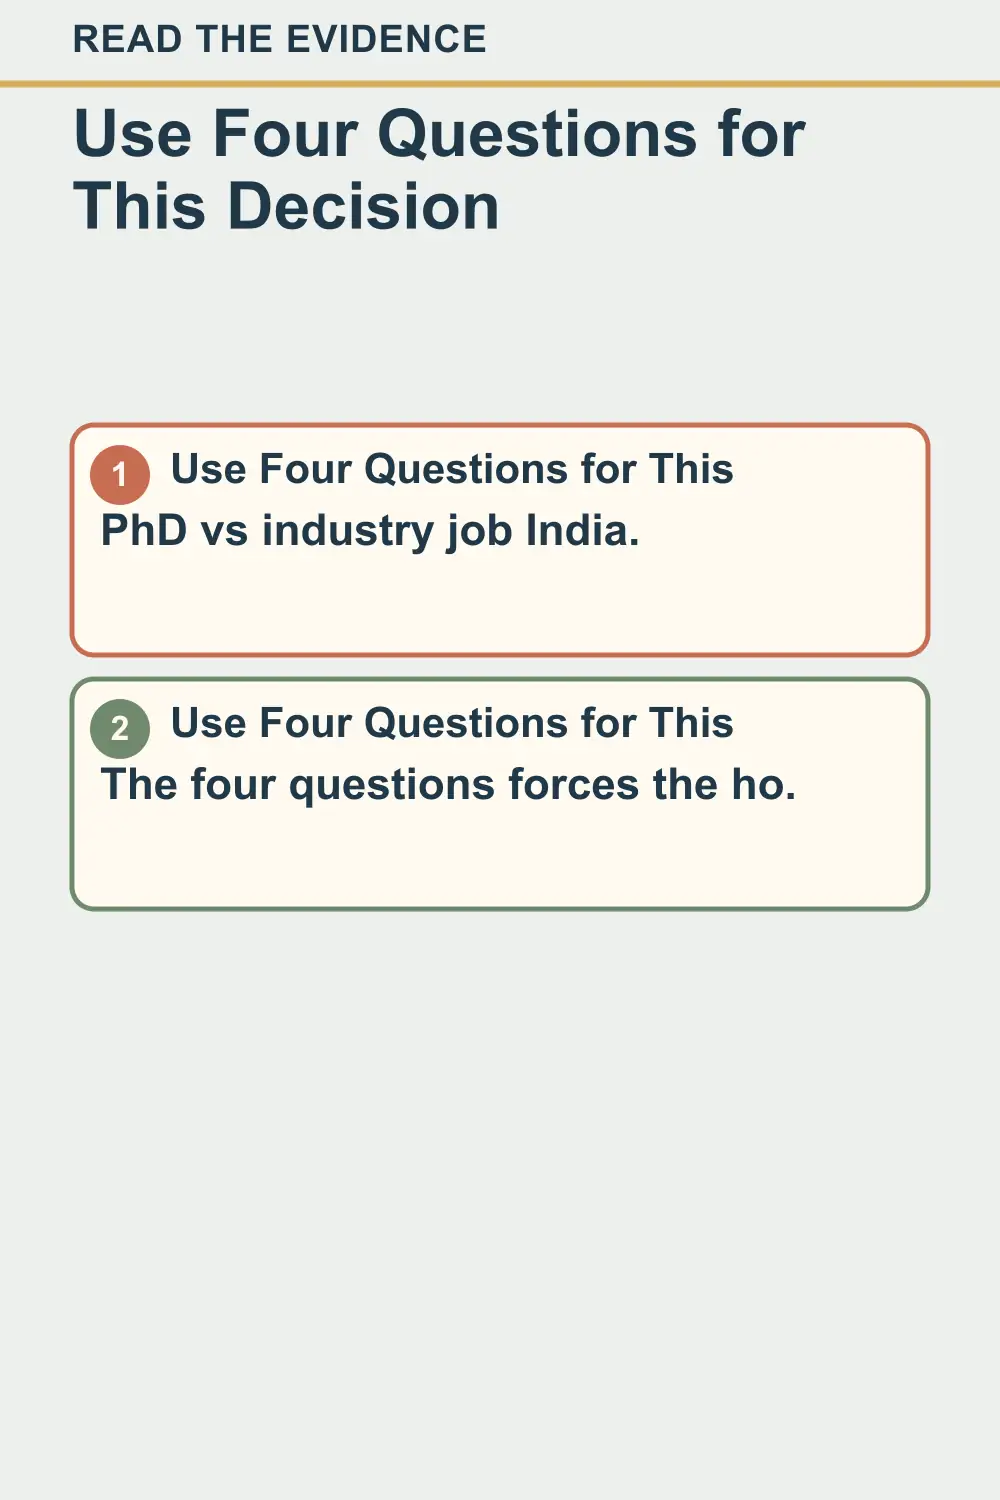 READ THE EVIDENCE
Use Four Questions for
This Decision
1 Use Four Questions for This
PhD vs industry job India.
2 Use Four Questions for This
The four questions forces the ho.